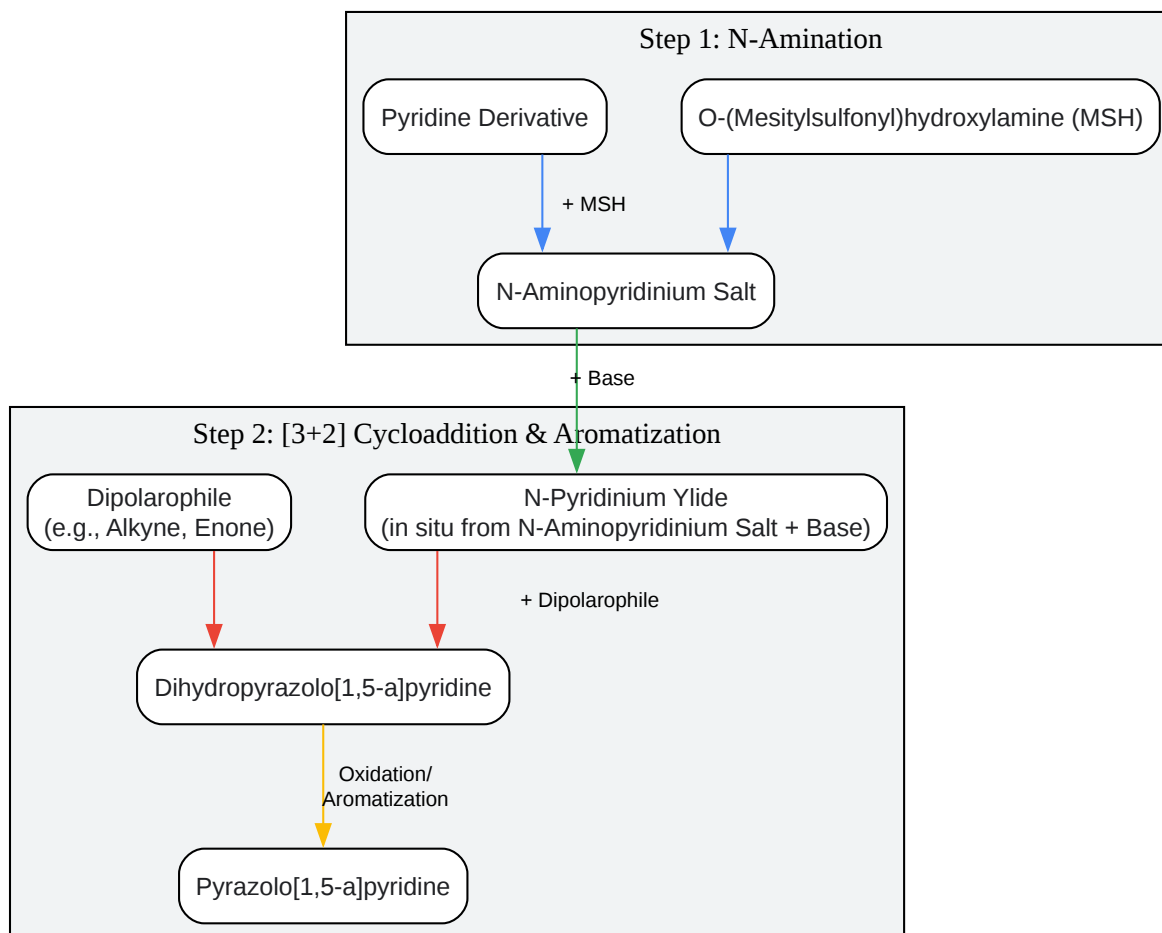 Step 1: N-Amination
Pyridine Derivative
O-(Mesitylsulfonyl)hydroxylamine (MSH)
+ MSH
N-Aminopyridinium Salt
+ Base
Step 2: [3+2] Cycloaddition & Aromatization
Dipolarophile
(e.g., Alkyne, Enone)
N-Pyridinium Ylide
(in situ from N-Aminopyridinium Salt + Base)
+ Dipolarophile
Dihydropyrazolo[1,5-a]pyridine
Oxidation/
Aromatization
Pyrazolo[1,5-a]pyridine